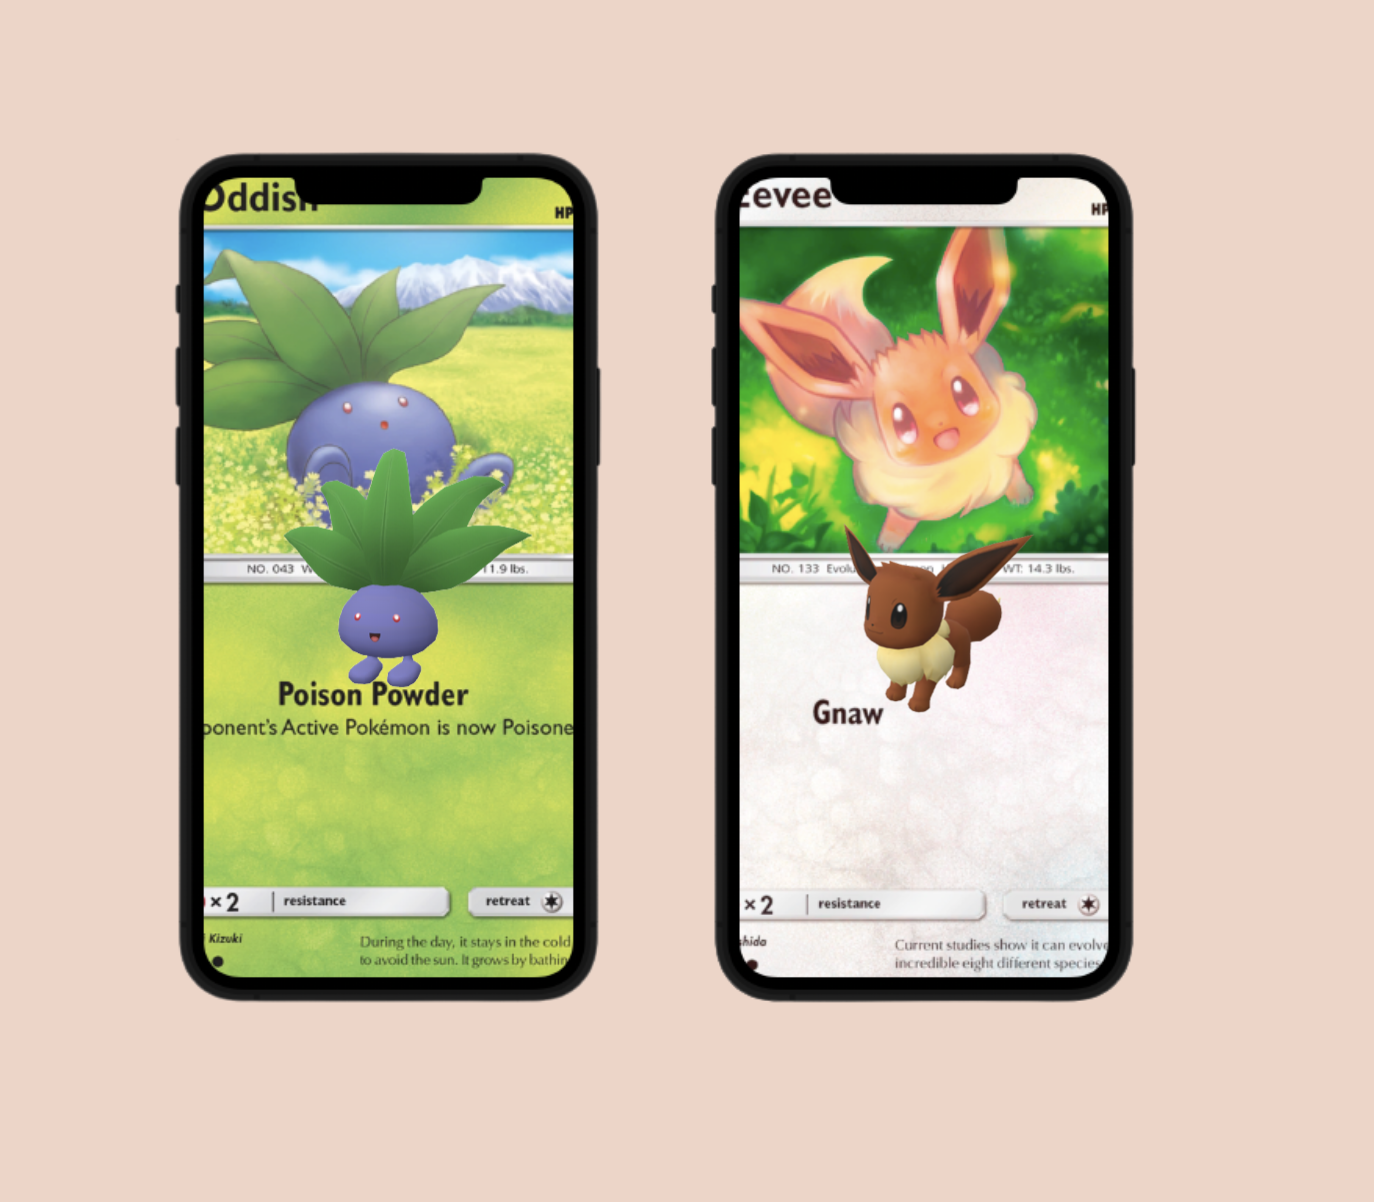 Oddish
HP
NO. 043 W
11.9 lbs.
Poison Powder
ponent's Active Pokémon is now Poisone
×2 resistance retreat
Kizuki
During the day, it stays in the cold
to avoid the sun. It grows by bathin
Eevee
HP
NO. 133 Evolu on WT: 14.3 lbs.
Gnaw
×2 resistance retreat
shida
Current studies show it can evolve
incredible eight different species